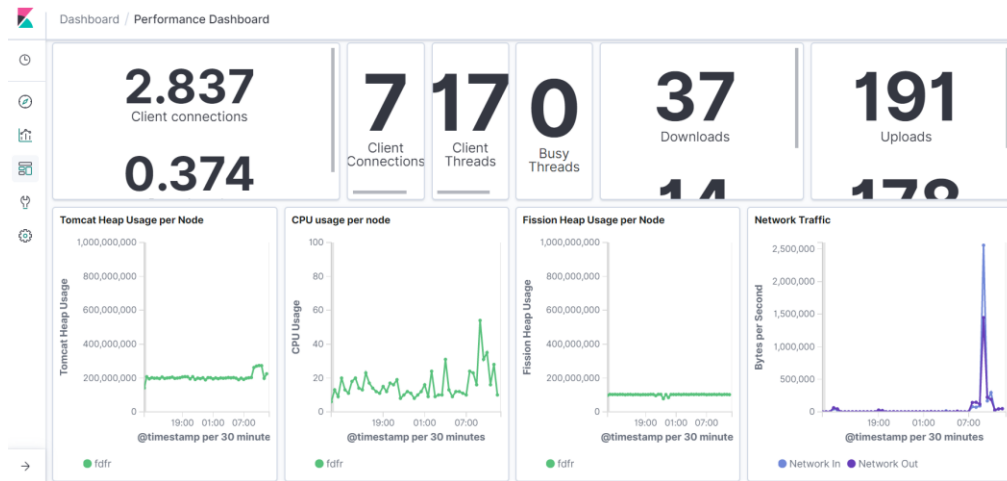 Dashboard / Performance Dashboard
2.837
Client connections
0.374
7
Client
Connections
17
Client
Threads
0
Busy
Threads
37
Downloads
14
191
Uploads
178
Tomcat Heap Usage per Node
Tomcat Heap Usage
1,000,000,000
800,000,000
600,000,000
400,000,000
200,000,000
0
19:00 01:00 07:00
@timestamp per 30 minute
fdfr
CPU usage per node
CPU Usage
100
80
60
40
20
0
19:00 01:00 07:00
@timestamp per 30 minutes
fdfr
Fission Heap Usage per Node
Fission Heap Usage
1,000,000,000
800,000,000
600,000,000
400,000,000
200,000,000
0
19:00 01:00 07:00
@timestamp per 30 minute
fdfr
Network Traffic
Bytes per Second
2,500,000
2,000,000
1,500,000
1,000,000
500,000
0
19:00 01:00 07:00
@timestamp per 30 minutes
Network In Network Out